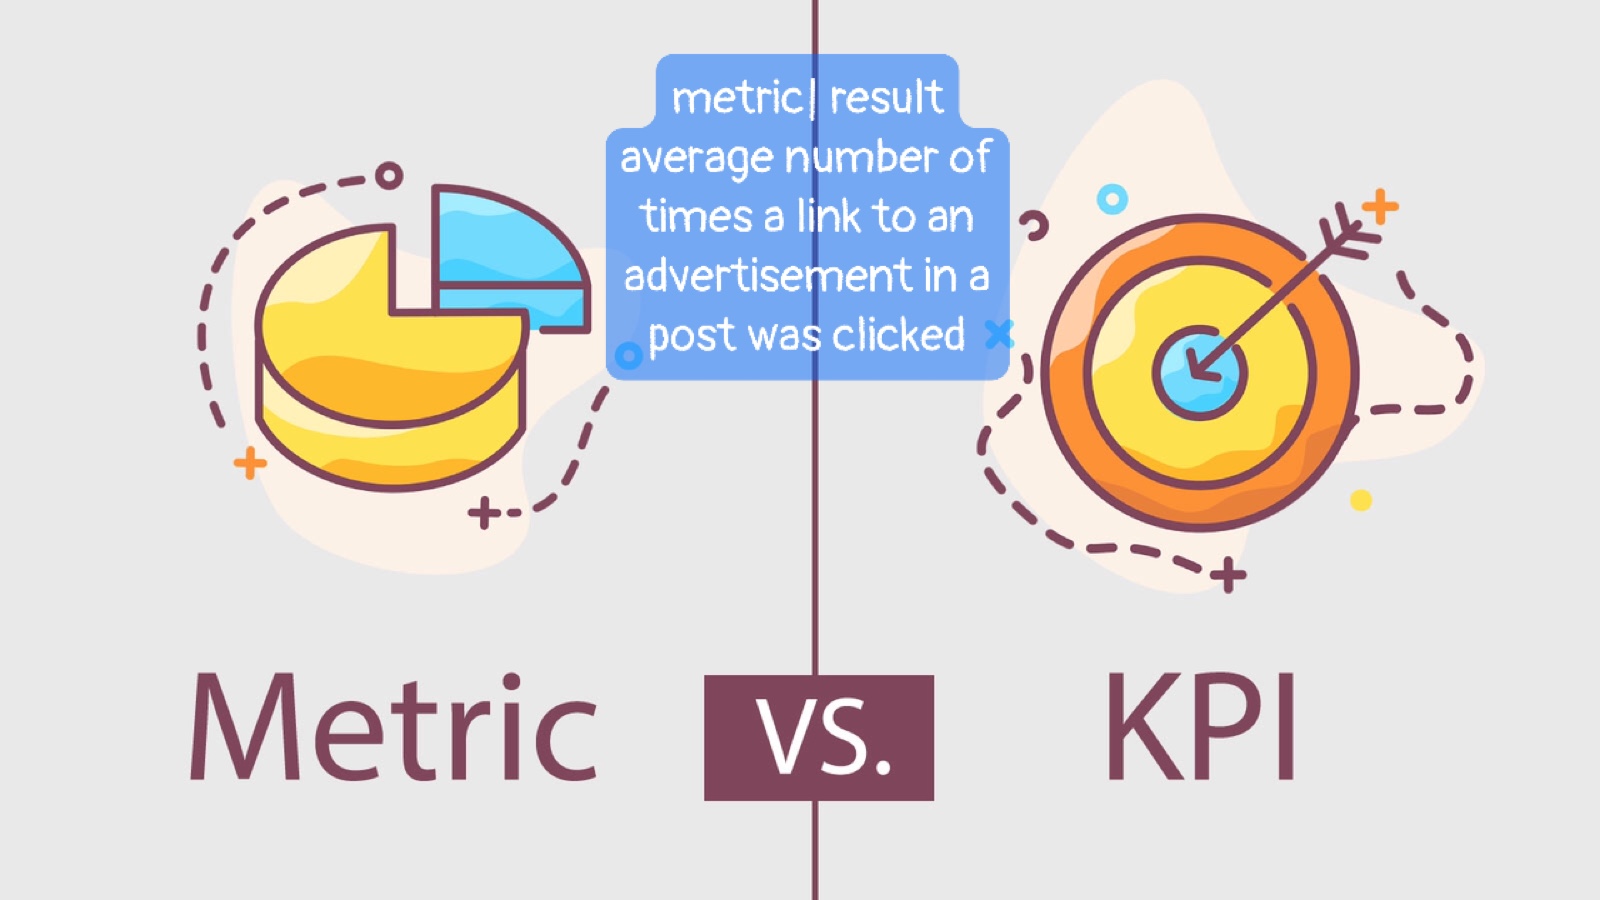 metric| result
average number of
times a link to an
advertisement in a
post was clicked
Metric
VS.
KPI